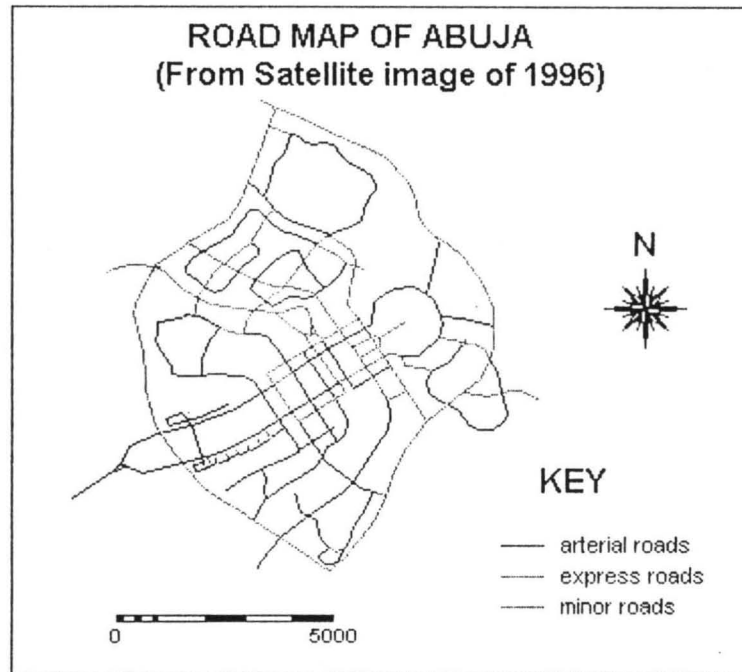 ROAD MAP OF ABUJA
(From Satellite image of 1996)
N
KEY
arterial roads
express roads
minor roads
0 5000